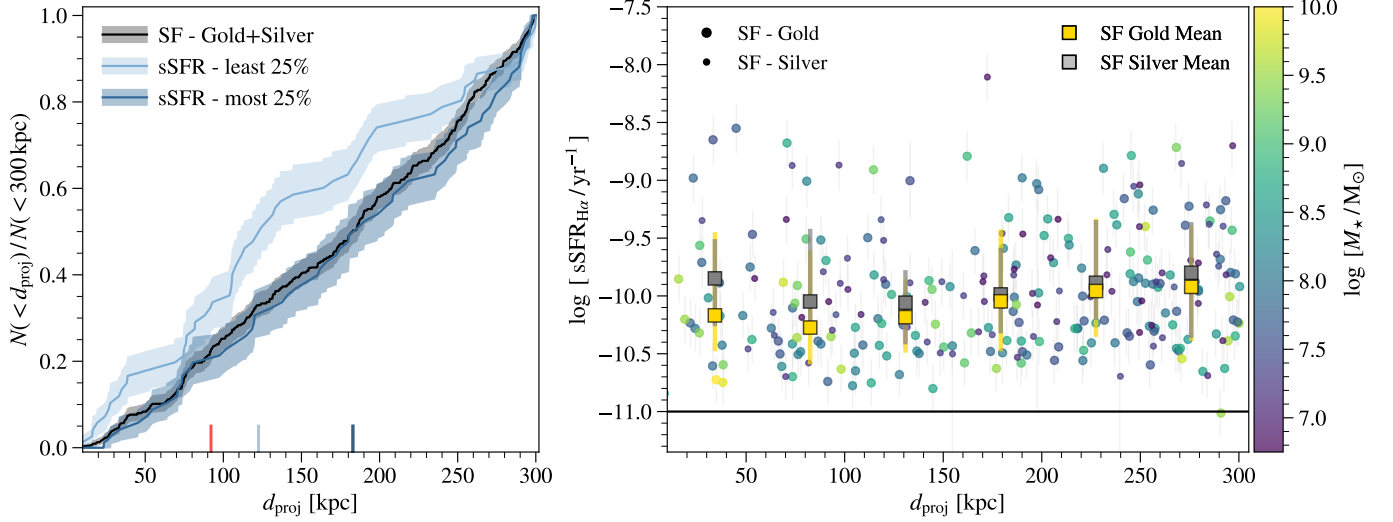 SF - Gold+Silver
sSFR - least 25%
sSFR - most 25%
1.0
0.8
0.6
0.4
0.2
0.0
N(< d_proj) / N(< 300 kpc)
50 100 150 200 250 300
d_proj [kpc]
SF - Gold
SF - Silver
SF Gold Mean
SF Silver Mean
−7.5
−8.0
−8.5
−9.0
−9.5
−10.0
−10.5
−11.0
log [ sSFR_Hα / yr⁻¹ ]
50 100 150 200 250 300
d_proj [kpc]
10.0
9.5
9.0
8.5
8.0
7.5
7.0
log [M⋆/M⊙]